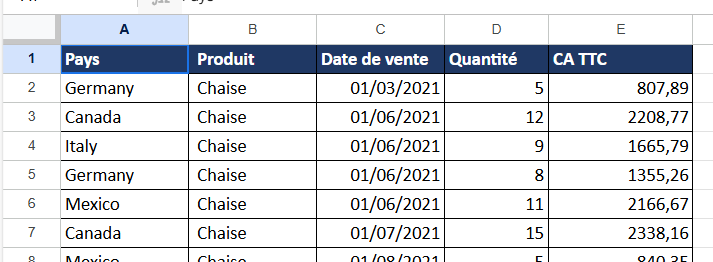 A B C D E
1 Pays Produit Date de vente Quantité CA TTC
2 Germany Chaise 01/03/2021 5 807,89
3 Canada Chaise 01/06/2021 12 2208,77
4 Italy Chaise 01/06/2021 9 1665,79
5 Germany Chaise 01/06/2021 8 1355,26
6 Mexico Chaise 01/06/2021 11 2166,67
7 Canada Chaise 01/07/2021 15 2338,16
8 Mexico Chaise 01/08/2021 5 840,35